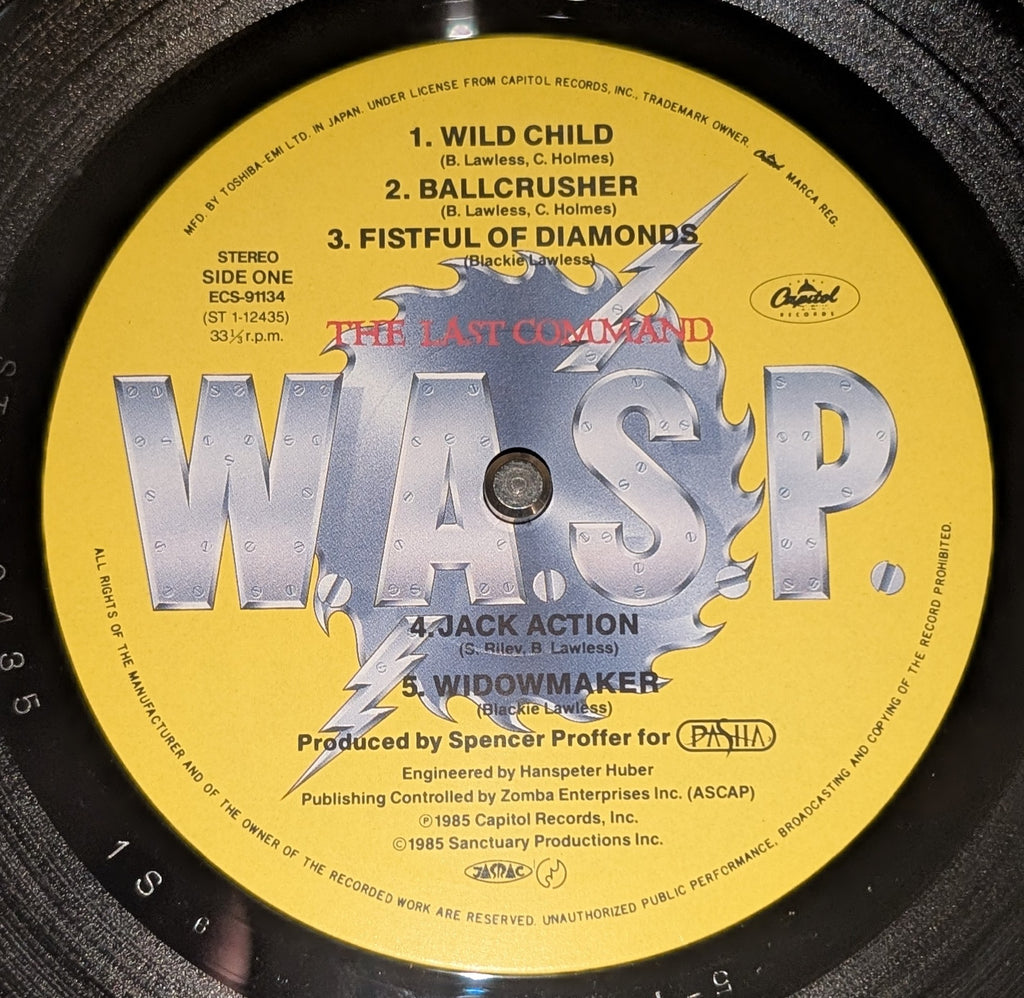 MFD. BY TOSHIBA-EMI LTD. IN JAPAN. UNDER LICENSE FROM CAPITOL RECORDS, INC., TRADEMARK OWNER. Capitol MARCA REG.
1. WILD CHILD
(B. Lawless, C. Holmes)
2. BALLCRUSHER
(B. Lawless, C. Holmes)
3. FISTFUL OF DIAMONDS
(Blackie Lawless)
STEREO
SIDE ONE
ECS-91134
(ST 1-12435)
33⅓ r.p.m.
Capitol
RECORDS
THE LAST COMMAND
W.A.S.P.
4. JACK ACTION
(S. Riley, B. Lawless)
5. WIDOWMAKER
(Blackie Lawless)
Produced by Spencer Proffer for PASHA
Engineered by Hanspeter Huber
Publishing Controlled by Zomba Enterprises Inc. (ASCAP)
℗1985 Capitol Records, Inc.
©1985 Sanctuary Productions Inc.
JASRAC
ALL RIGHTS OF THE MANUFACTURER AND OF THE OWNER OF THE RECORDED WORK ARE RESERVED. UNAUTHORIZED PUBLIC PERFORMANCE, BROADCASTING AND COPYING OF THE RECORD PROHIBITED.
1 S 6